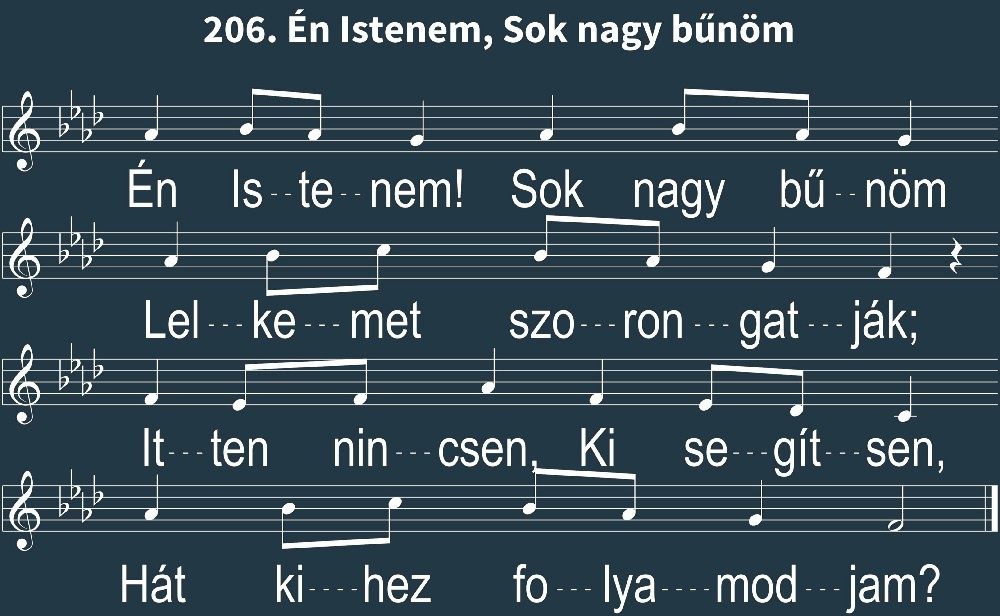 206. Én Istenem, Sok nagy bűnöm
Én Is--te--nem! Sok nagy bű--nöm
Lel---ke---met szo---ron---gat---ják;
It---ten nin---csen, Ki se---gít---sen,
Hát ki----hez fo---lya----mod---jam?